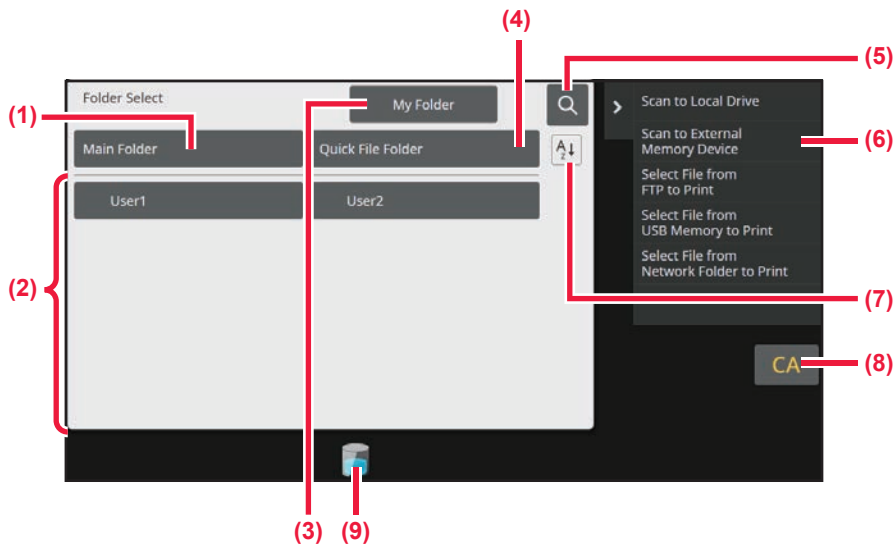 (4)
(5)
Folder Select
My Folder
Scan to Local Drive
(1)
Main Folder
Quick File Folder
A
Z
Scan to External
Memory Device
(6)
Select File from
FTP to Print
User1
User2
Select File from
USB Memory to Print
Select File from
Network Folder to Print
(2)
(7)
CA
(8)
(3)
(9)